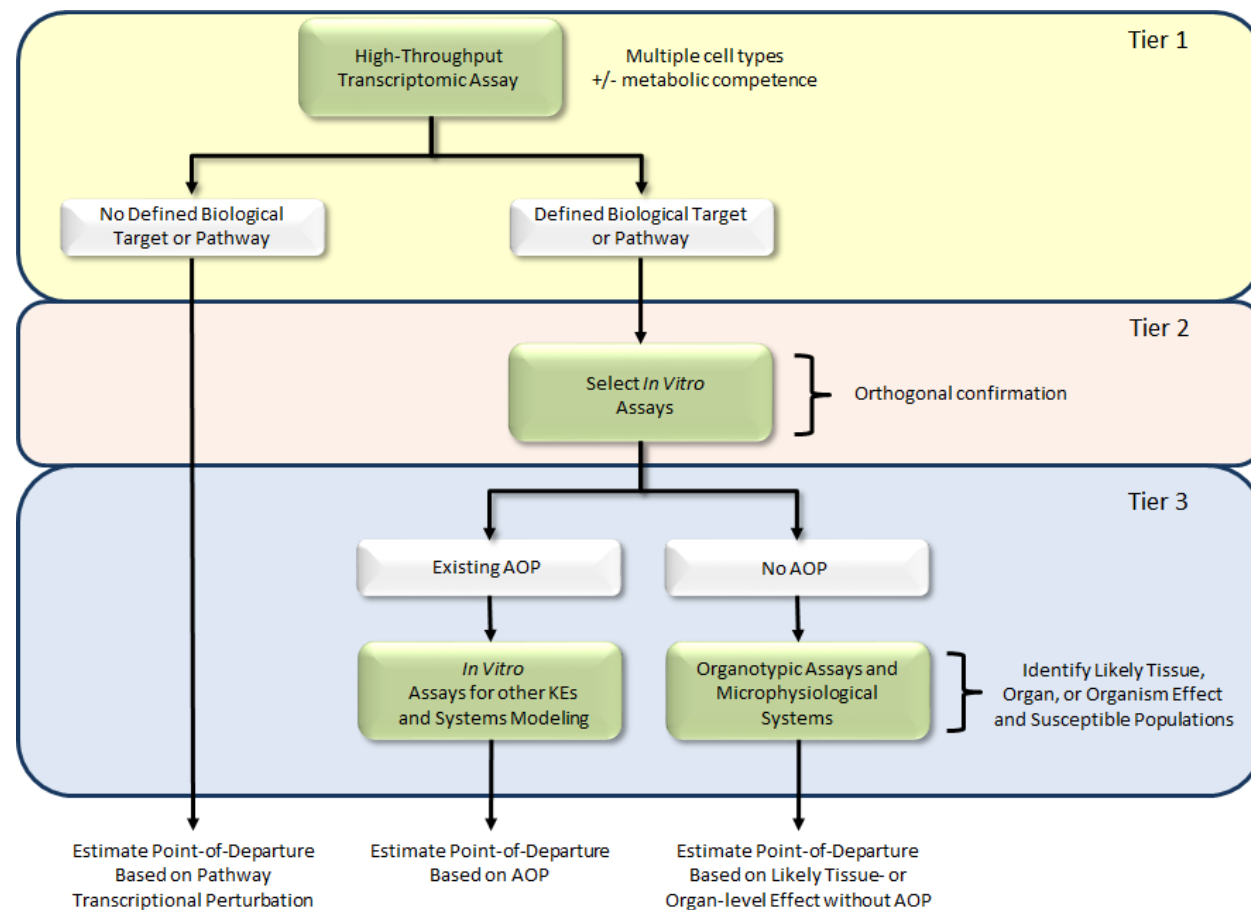 Tier 1
High-Throughput
Transcriptomic Assay
Multiple cell types
+/- metabolic competence
No Defined Biological
Target or Pathway
Defined Biological Target
or Pathway
Tier 2
Select In Vitro
Assays
Orthogonal confirmation
Tier 3
Existing AOP
No AOP
In Vitro
Assays for other KEs
and Systems Modeling
Organotypic Assays and
Microphysiological
Systems
Identify Likely Tissue,
Organ, or Organism Effect
and Susceptible Populations
Estimate Point-of-Departure
Based on Pathway
Transcriptional Perturbation
Estimate Point-of-Departure
Based on AOP
Estimate Point-of-Departure
Based on Likely Tissue- or
Organ-level Effect without AOP